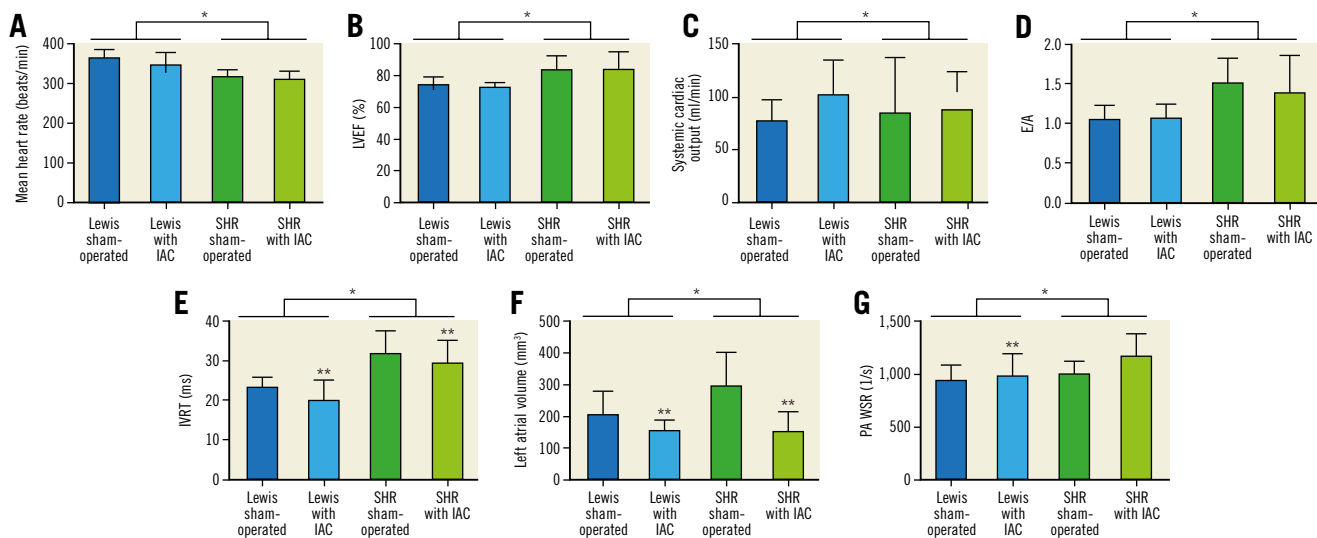 A
*
Mean heart rate (beats/min)
400
300
200
100
0
Lewis
sham-
operated
Lewis
with
IAC
SHR
sham-
operated
SHR
with IAC
B
*
LVEF (%)
100
80
60
40
20
0
Lewis
sham-
operated
Lewis
with IAC
SHR
sham-
operated
SHR
with IAC
C
*
Systemic cardiac
output (ml/min)
150
100
50
0
Lewis
sham-
operated
Lewis
with
IAC
SHR
sham-
operated
SHR
with IAC
D
*
E/A
2.0
1.5
1.0
0.5
0.0
Lewis
sham-
operated
Lewis
with
IAC
SHR
sham-
operated
SHR
with IAC
E
*
IVRT (ms)
40
30
20
10
0
**
**
Lewis
sham-
operated
Lewis
with
IAC
SHR
sham-
operated
SHR
with IAC
F
*
Left atrial volume (mm³)
500
400
300
200
100
0
**
**
Lewis
sham-
operated
Lewis
with
IAC
SHR
sham-
operated
SHR
with IAC
G
*
PA WSR (1/s)
1,500
1,000
500
0
**
Lewis
sham-
operated
Lewis
with
IAC
SHR
sham-
operated
SHR
with IAC